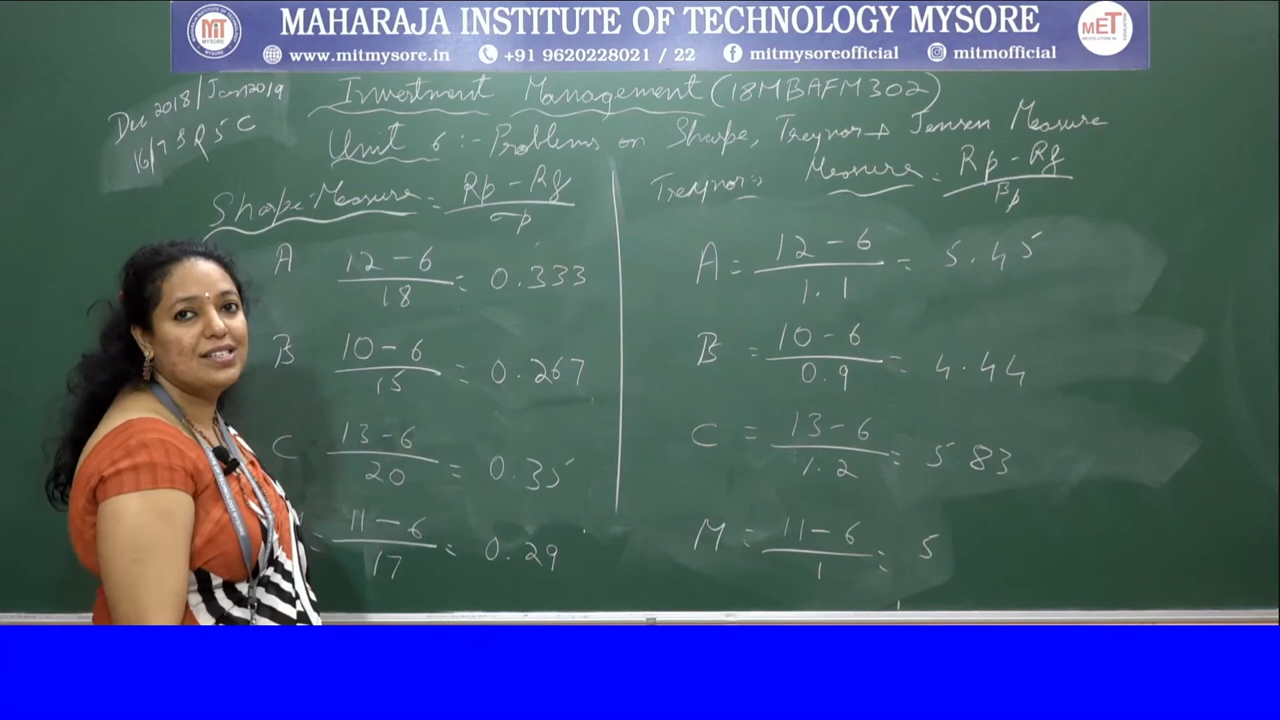 MAHARAJA INSTITUTE OF TECHNOLOGY MYSORE
www.mitmysore.in +91 9620228021 / 22 mitmysoreofficial mitmofficial
MIT MYSORE
MET
Dec 2018/Jan 2019
16/17 S Q 5 C
Investment Management (18MBAFM302)
Unit 6 :- Problems on Sharpe, Treynor & Jensen Measure
Sharpe Measure = Rp - Rf / σp
A 12 - 6 / 18 = 0.333
B 10 - 6 / 15 = 0.267
C 13 - 6 / 20 = 0.35
= 11 - 6 / 17 = 0.29
Treynor's Measure = Rp - Rf / βp
A = 12 - 6 / 1.1 = 5.45
B = 10 - 6 / 0.9 = 4.44
C = 13 - 6 / 1.2 = 5.83
M = 11 - 6 / 1 = 5